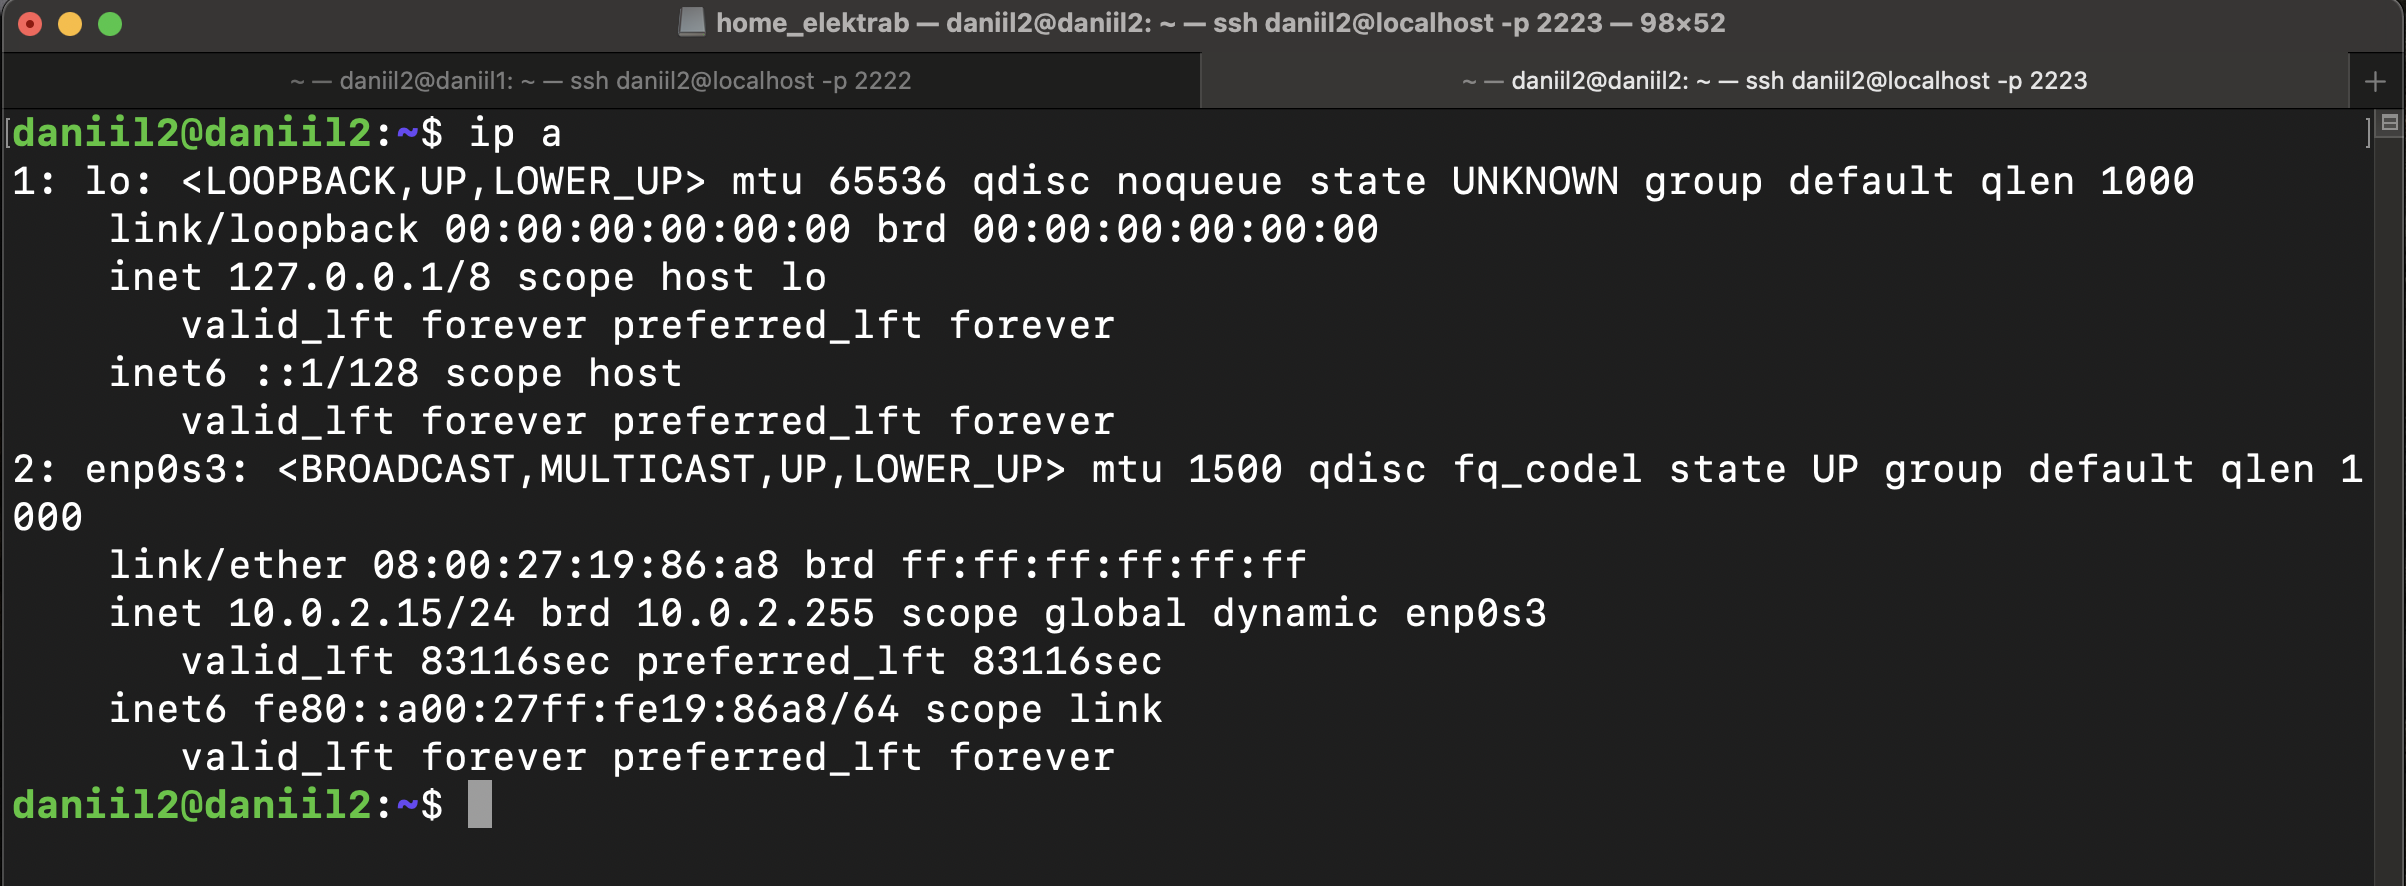 home_elektrab — daniil2@daniil2: ~ — ssh daniil2@localhost -p 2223 — 98×52
~ — daniil2@daniil1: ~ — ssh daniil2@localhost -p 2222
~ — daniil2@daniil2: ~ — ssh daniil2@localhost -p 2223
+
[daniil2@daniil2:~$ ip a ]
1: lo: <LOOPBACK,UP,LOWER_UP> mtu 65536 qdisc noqueue state UNKNOWN group default qlen 1000
    link/loopback 00:00:00:00:00:00 brd 00:00:00:00:00:00
    inet 127.0.0.1/8 scope host lo
       valid_lft forever preferred_lft forever
    inet6 ::1/128 scope host
       valid_lft forever preferred_lft forever
2: enp0s3: <BROADCAST,MULTICAST,UP,LOWER_UP> mtu 1500 qdisc fq_codel state UP group default qlen 1
000
    link/ether 08:00:27:19:86:a8 brd ff:ff:ff:ff:ff:ff
    inet 10.0.2.15/24 brd 10.0.2.255 scope global dynamic enp0s3
       valid_lft 83116sec preferred_lft 83116sec
    inet6 fe80::a00:27ff:fe19:86a8/64 scope link
       valid_lft forever preferred_lft forever
daniil2@daniil2:~$